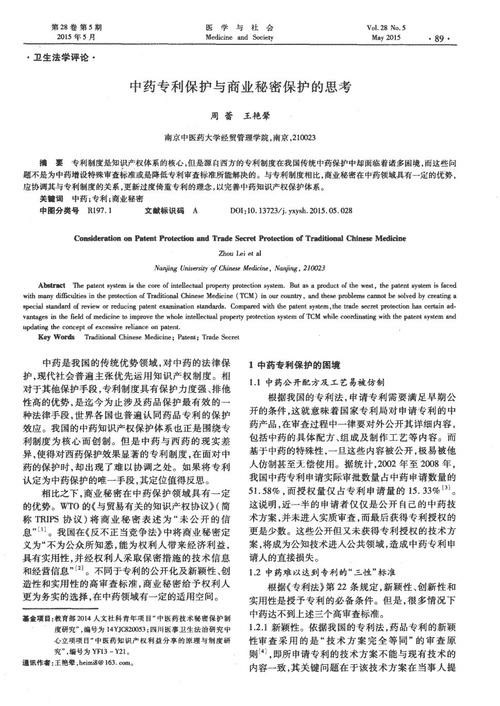 第28卷第5期
2015年5月
医学与社会
Medicine and Society
Vol.28 No.5
May 2015
·89·
·卫生法学评论·
中药专利保护与商业秘密保护的思考
周蕾 王艳翚
南京中医药大学经贸管理学院,南京,210023
摘要 专利制度是知识产权体系的核心,但是源自西方的专利制度在我国传统中药保护中却面临着诸多困境,而这些问
题不是为中药增设特殊审查标准或是降低专利审查标准所能解决的。与专利制度相比,商业秘密在中药领域具有一定的优势,
应协调其与专利制度的关系,更新过度倚重专利的理念,以完善中药知识产权保护体系。
关键词 中药;专利;商业秘密
中图分类号 R197.1 文献标识码 A DOI:10.13723/j.yxysh.2015.05.028
Consideration on Patent Protection and Trade Secret Protection of Traditional Chinese Medicine
Zhou Lei et al
Nanjing University of Chinese Medicine, Nanjing, 210023
Abstract The patent system is the core of intellectual property protection system. But as a product of the west, the patent system is faced
with many difficulties in the protection of Traditional Chinese Medicine (TCM) in our country, and these problems cannot be solved by creating a
special standard of review or reducing patent examination standards. Compared with the patent system, the trade secret protection has certain ad-
vantages in the field of medicine to improve the whole intellectual property protection system of TCM while coordinating with the patent system and
updating the concept of excessive reliance on patent.
Key Words Traditional Chinese Medicine; Patent; Trade Secret
中药是我国的传统优势领域,对中药的法律保
护,现代社会普遍主张优先运用知识产权制度。相
对于其他保护手段,专利制度具有保护力度强、排他
性高的优势,是迄今为止涉及药品保护最有效的一
种法律手段,世界各国也普遍认同药品专利的保护
效应。我国的中药知识产权保护体系也正是围绕专
利制度为核心而创制。但是中药与西药的现实差
异,使得对西药保护效果显著的专利制度,在面对中
药的保护时,却出现了难以协调之处。如果将专利
认定为中药保护的唯一手段,其定位值得反思。
相比之下,商业秘密在中药保护领域具有一定
的优势。WTO的《与贸易有关的知识产权协议》(简
称TRIPS协议)将商业秘密表述为“未公开的信
息”[1]。我国在《反不正当竞争法》中将商业秘密定
义为“不为公众所知悉,能为权利人带来经济利益,
具有实用性,并经权利人采取保密措施的技术信息
和经营信息”[2]。不同于专利的公开化及新颖性、创
造性和实用性的高审查标准,商业秘密给予权利人
更为务实的选择,在中药领域有一定的适用空间。
基金项目:教育部2014人文社科青年项目“中医药技术秘密保护制
度研究”,编号为14YJC820053;四川医事卫生法治研究中
心立项项目“中医药知识产权利益分享的原理与制度研
究”,编号为YF13-Y21。
通讯作者:王艳翚,heimi8@163.com。
1 中药专利保护的困境
1.1 中药公开配方及工艺易被仿制
根据我国的专利法,申请专利需要满足早期公
开的条件,这就意味着国家专利局对申请专利的中
药产品,在审查过程中一律要对外公开其详细内容,
包括中药的具体配方、组成及制作工艺等内容。而
基于中药的特殊性,一旦这些内容被公开,极易被他
人仿制甚至无偿使用。据统计,2002年至2008年,
我国中药专利申请实际审批数量占中药申请数量的
51.58%,而授权量仅占专利申请量的15.33%[3]。
这说明,近一半的申请者仅仅是公开自己的中药技
术方案,并未进入实质审查,而最后获得专利授权的
更是少数。这些公开但又未获得专利授权的技术方
案,将成为公知技术进入公共领域,造成中药专利申
请人的直接损失。
1.2 中药难以达到专利的“三性”标准
根据《专利法》第22条规定,新颖性、创新性和
实用性是授予专利的必备条件。但是,很多情况下
中药达不到上述三个高审查标准。
1.2.1 新颖性。依据我国的专利法,药品专利的新颖
性审查采用的是“技术方案完全等同”的审查原
则[4],即所申请专利的技术方案不能与现有技术的
内容一致,其关键问题在于该技术方案在当事人提